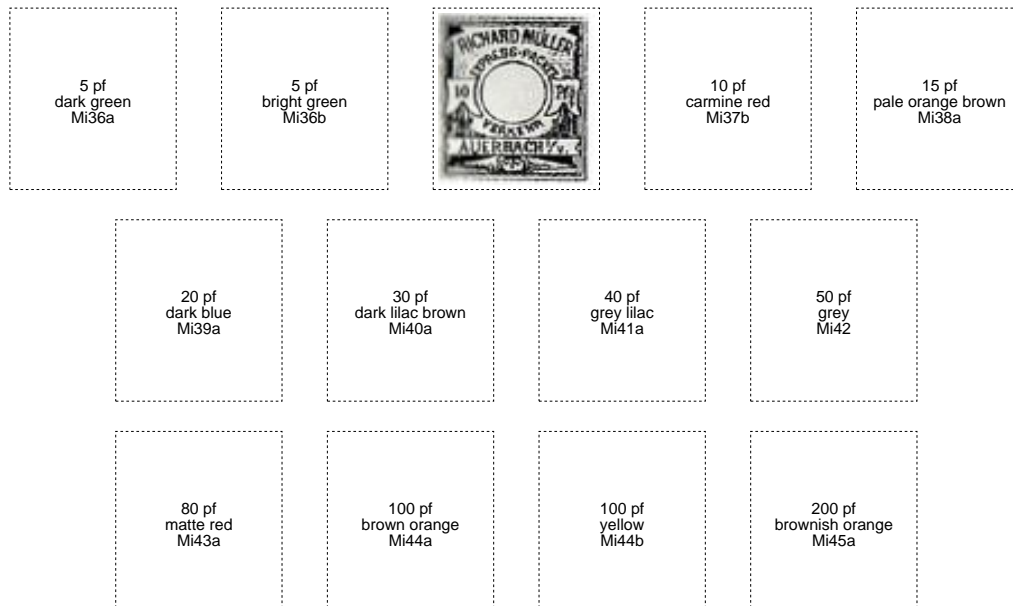 5 pf
dark green
Mi36a
5 pf
bright green
Mi36b
RICHARD MÜLLER
EXPRESS-PACKET
10 Pfg
VERKEHR
AUERBACH i/V.
10 pf
carmine red
Mi37b
15 pf
pale orange brown
Mi38a
20 pf
dark blue
Mi39a
30 pf
dark lilac brown
Mi40a
40 pf
grey lilac
Mi41a
50 pf
grey
Mi42
80 pf
matte red
Mi43a
100 pf
brown orange
Mi44a
100 pf
yellow
Mi44b
200 pf
brownish orange
Mi45a